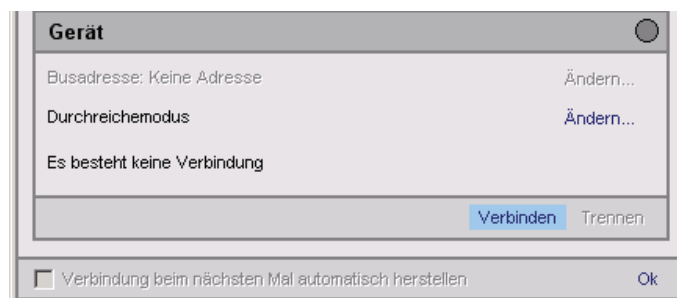 Gerät
Busadresse: Keine Adresse Ändern...
Durchreichemodus Ändern...
Es besteht keine Verbindung
Verbinden Trennen
Verbindung beim nächsten Mal automatisch herstellen Ok